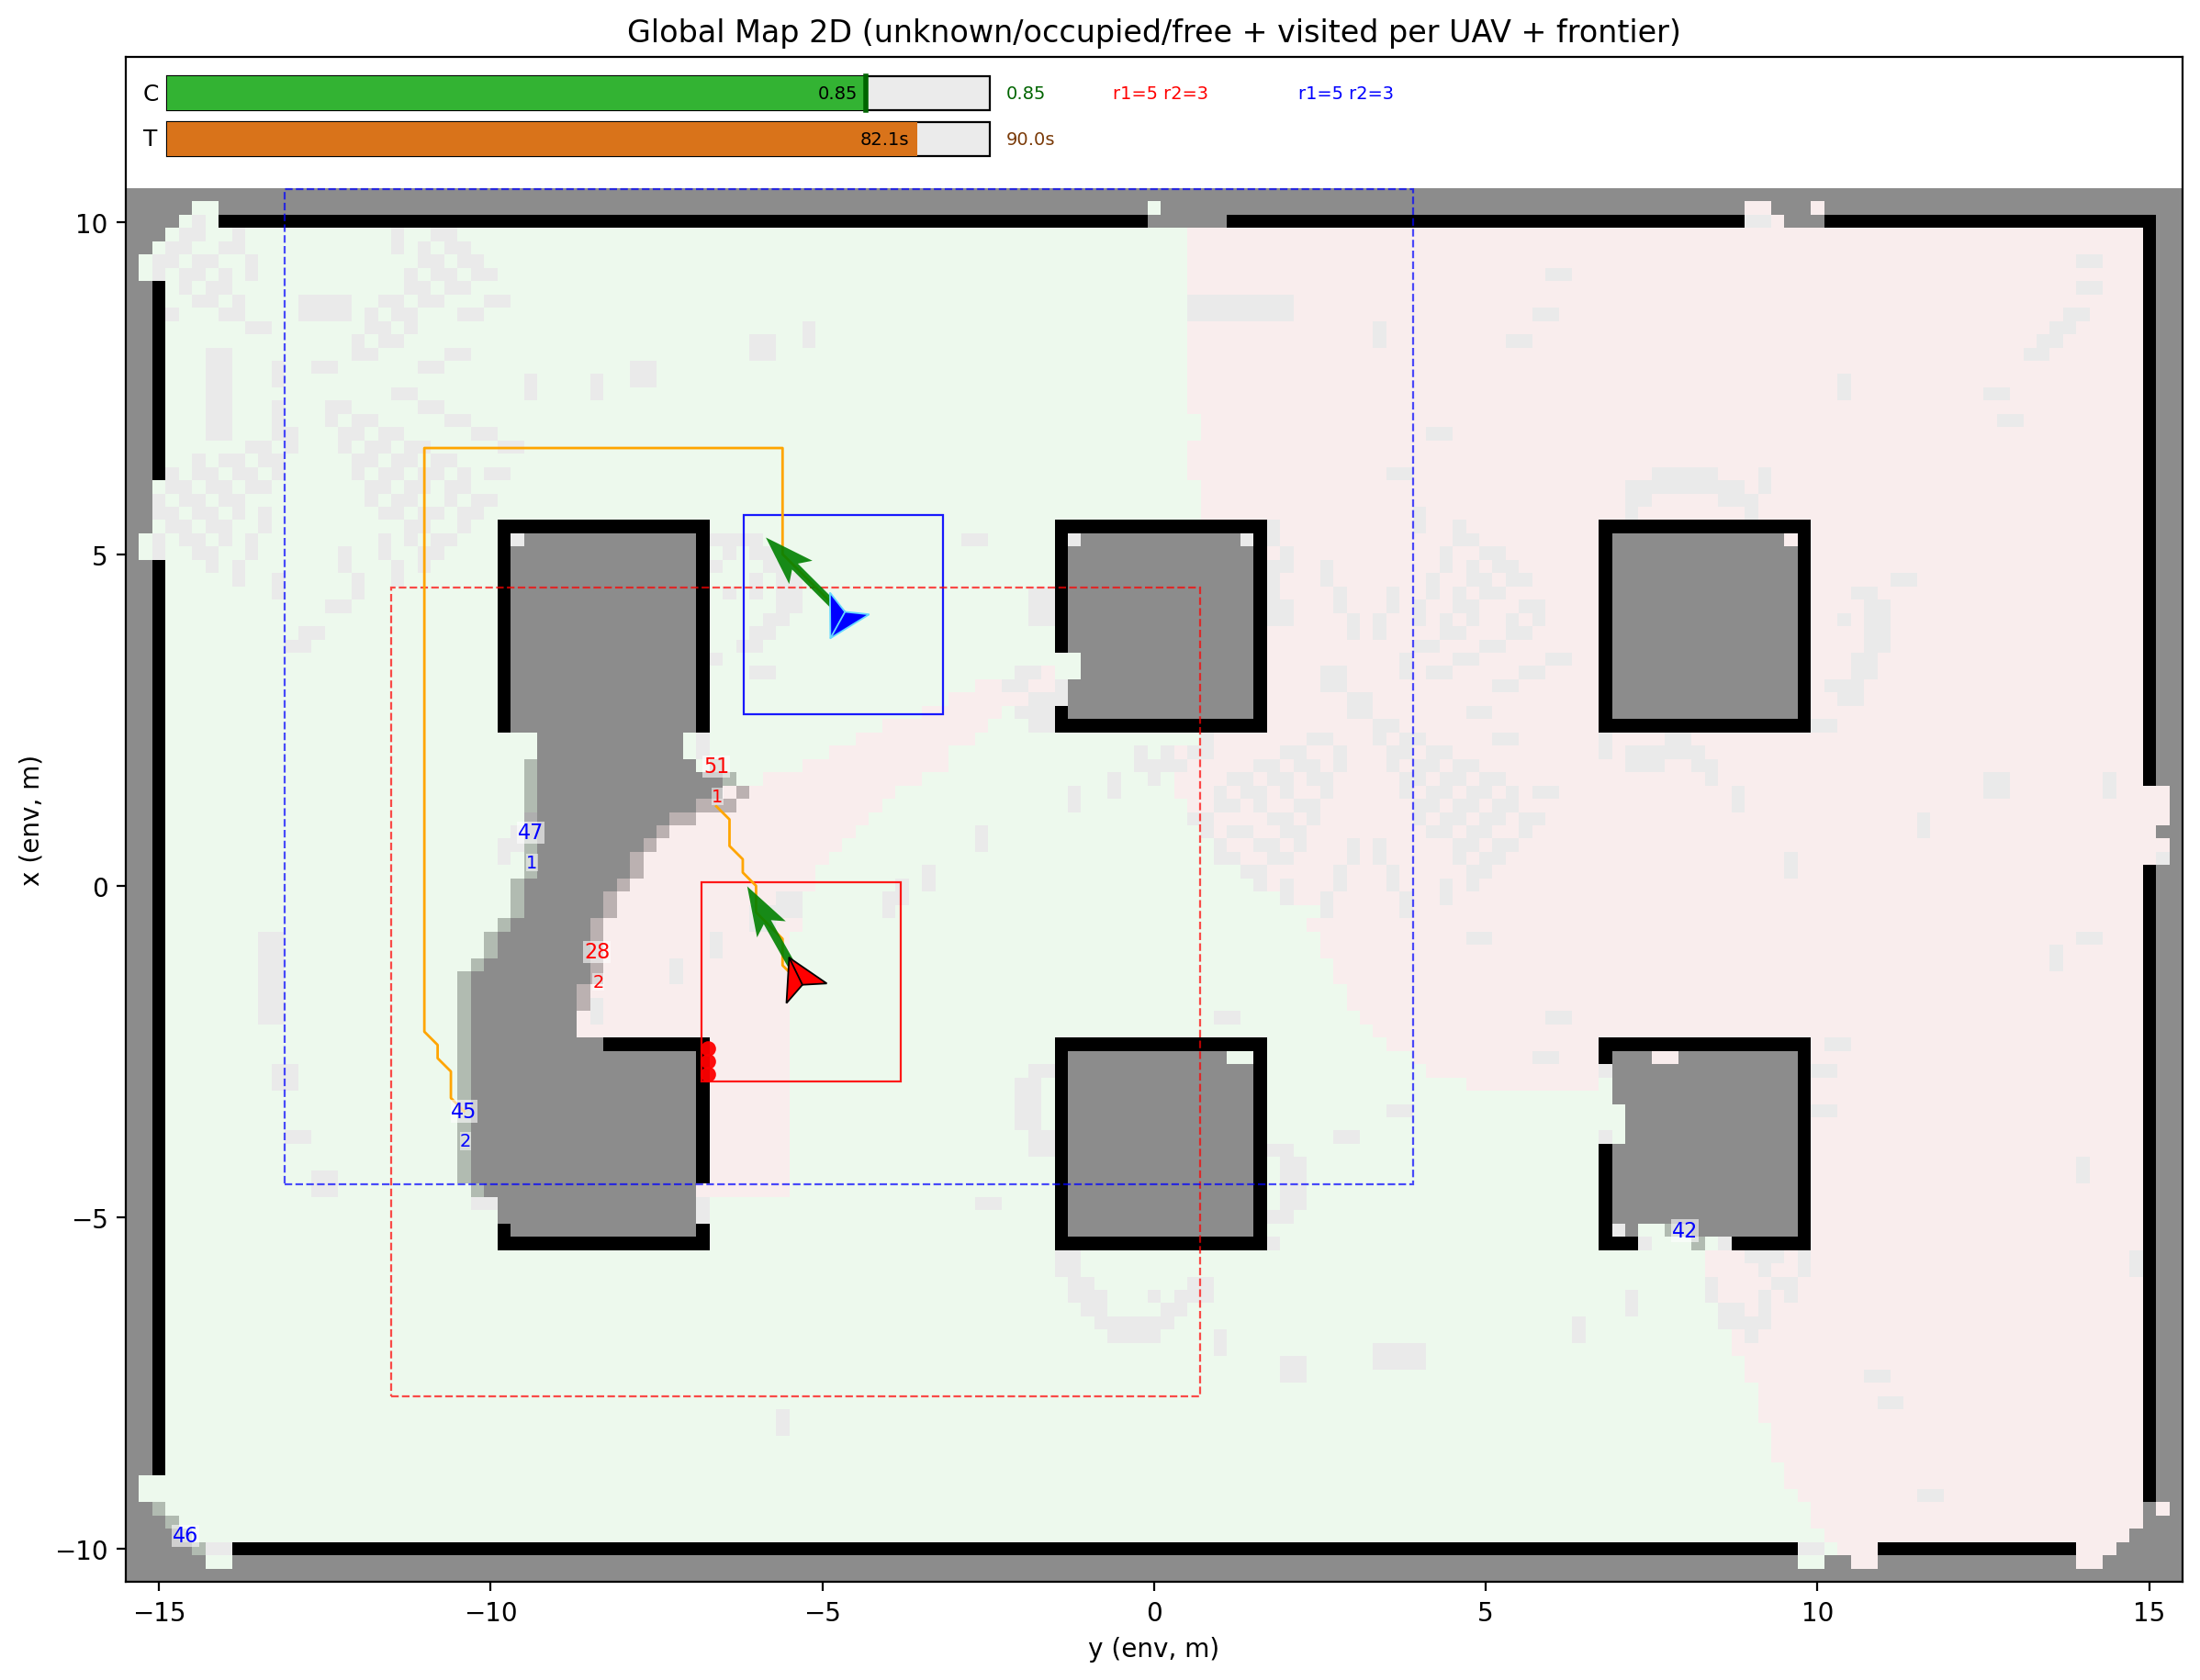 Global Map 2D (unknown/occupied/free + visited per UAV + frontier)
C 0.85 0.85 r1=5 r2=3 r1=5 r2=3
T 82.1s 90.0s
10
5
0
−5
−10
x (env, m)
51
1
47
1
28
2
45
2
42
46
−15 −10 −5 0 5 10 15
y (env, m)